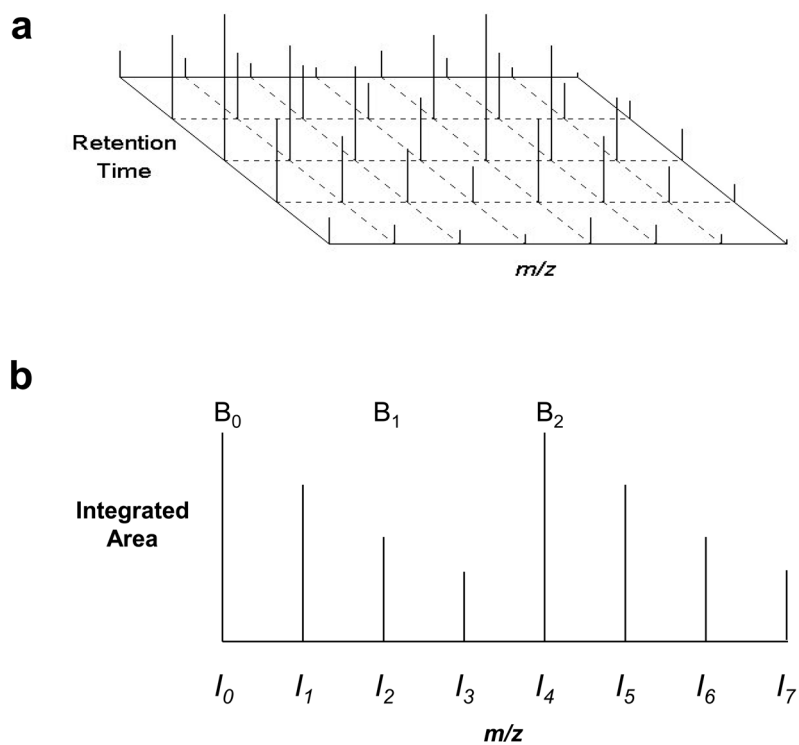 a
Retention
Time
m/z
b
B0 B1 B2
Integrated
Area
I0 I1 I2 I3 I4 I5 I6 I7
m/z